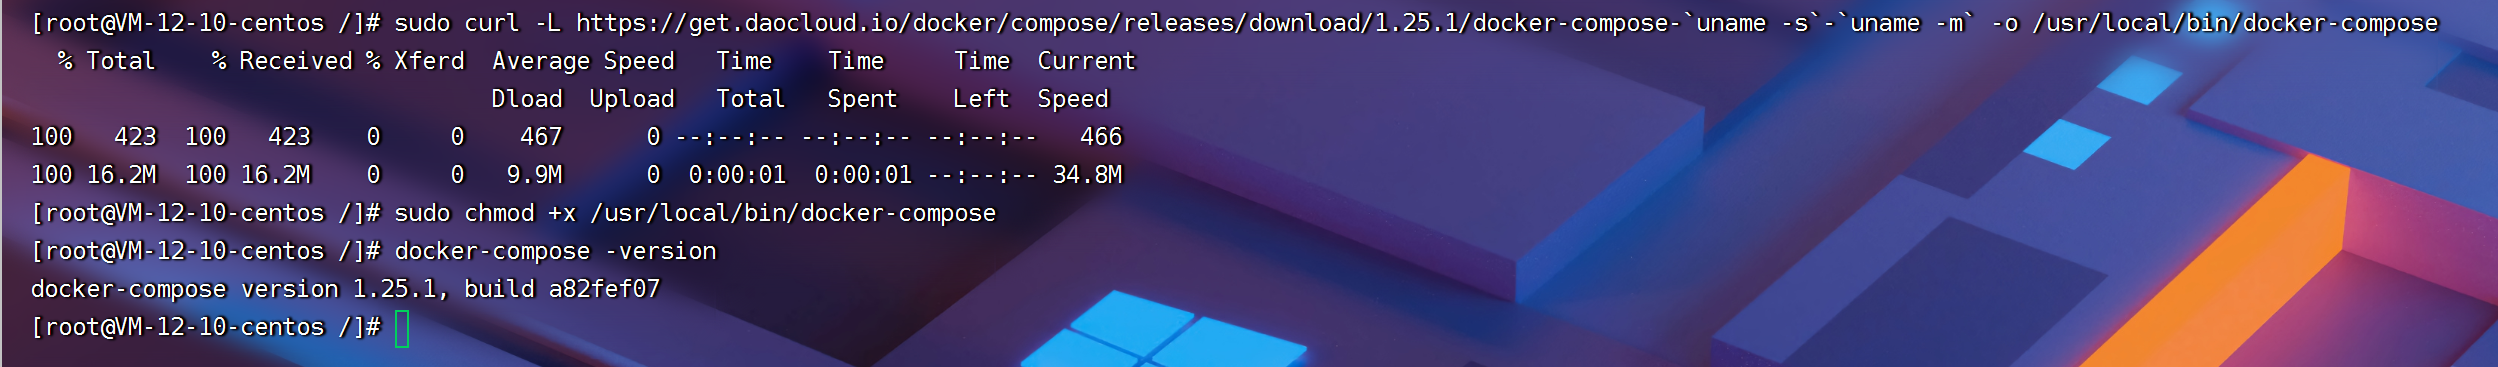 [root@VM-12-10-centos /]# sudo curl -L https://get.daocloud.io/docker/compose/releases/download/1.25.1/docker-compose-`uname -s`-`uname -m` -o /usr/local/bin/docker-compose
  % Total    % Received % Xferd  Average Speed   Time    Time     Time  Current
                                 Dload  Upload   Total   Spent    Left  Speed
100   423  100   423    0     0    467      0 --:--:-- --:--:-- --:--:--   466
100 16.2M  100 16.2M    0     0   9.9M      0  0:00:01  0:00:01 --:--:-- 34.8M
[root@VM-12-10-centos /]# sudo chmod +x /usr/local/bin/docker-compose
[root@VM-12-10-centos /]# docker-compose -version
docker-compose version 1.25.1, build a82fef07
[root@VM-12-10-centos /]#